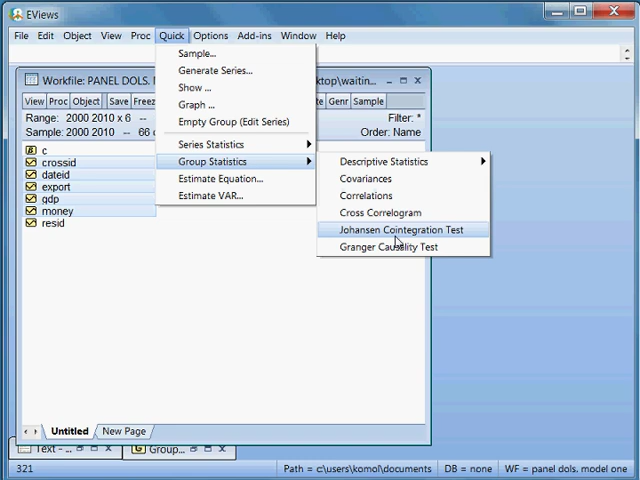 EViews
File Edit Object View Proc Quick Options Add-ins Window Help
Sample...
Generate Series...
Show ...
Graph ...
Empty Group (Edit Series)
Series Statistics
Group Statistics
Estimate Equation...
Estimate VAR...
Descriptive Statistics
Covariances
Correlations
Cross Correlogram
Johansen Cointegration Test
Granger Causality Test
Workfile: PANEL DOLS.
ktop\waitin...
View Proc Object Save Freez
Genr Sample
Range: 2000 2010 x 6 --
Filter: *
Sample: 2000 2010 -- 66
Order: Name
c
crossid
dateid
export
gdp
money
resid
Untitled New Page
Text - ...
Group...
321
Path = c:\users\komol\documents
DB = none
WF = panel dols. model one